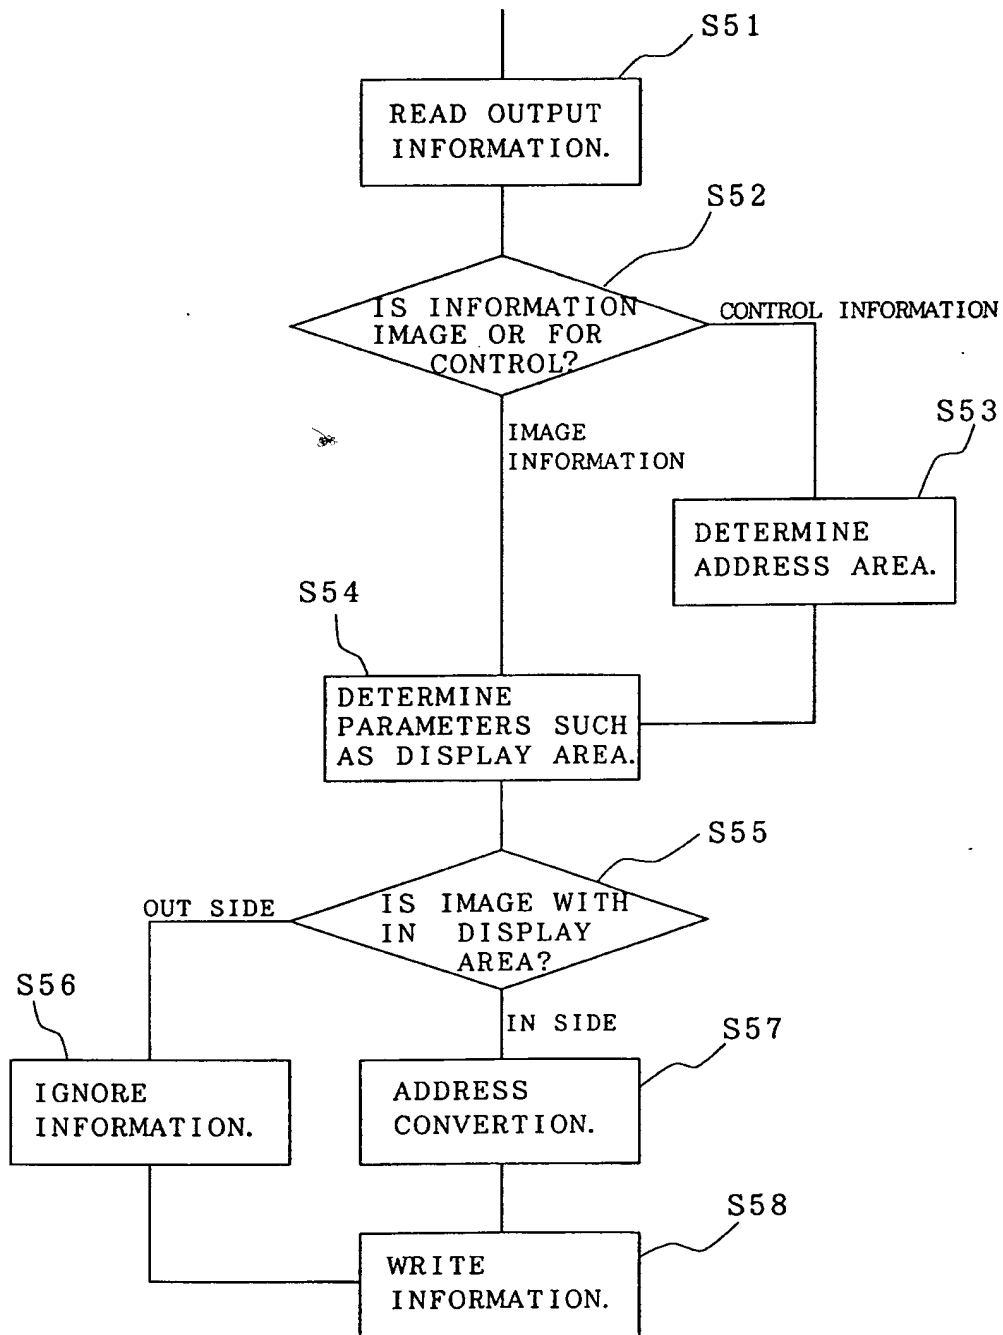 S51
READ OUTPUT
INFORMATION.
S52
IS INFORMATION
IMAGE OR FOR
CONTROL?
CONTROL INFORMATION
IMAGE
INFORMATION
S53
DETERMINE
ADDRESS AREA.
S54
DETERMINE
PARAMETERS SUCH
AS DISPLAY AREA.
S55
IS IMAGE WITH
IN DISPLAY
AREA?
OUT SIDE
IN SIDE
S56
IGNORE
INFORMATION.
S57
ADDRESS
CONVERTION.
S58
WRITE
INFORMATION.